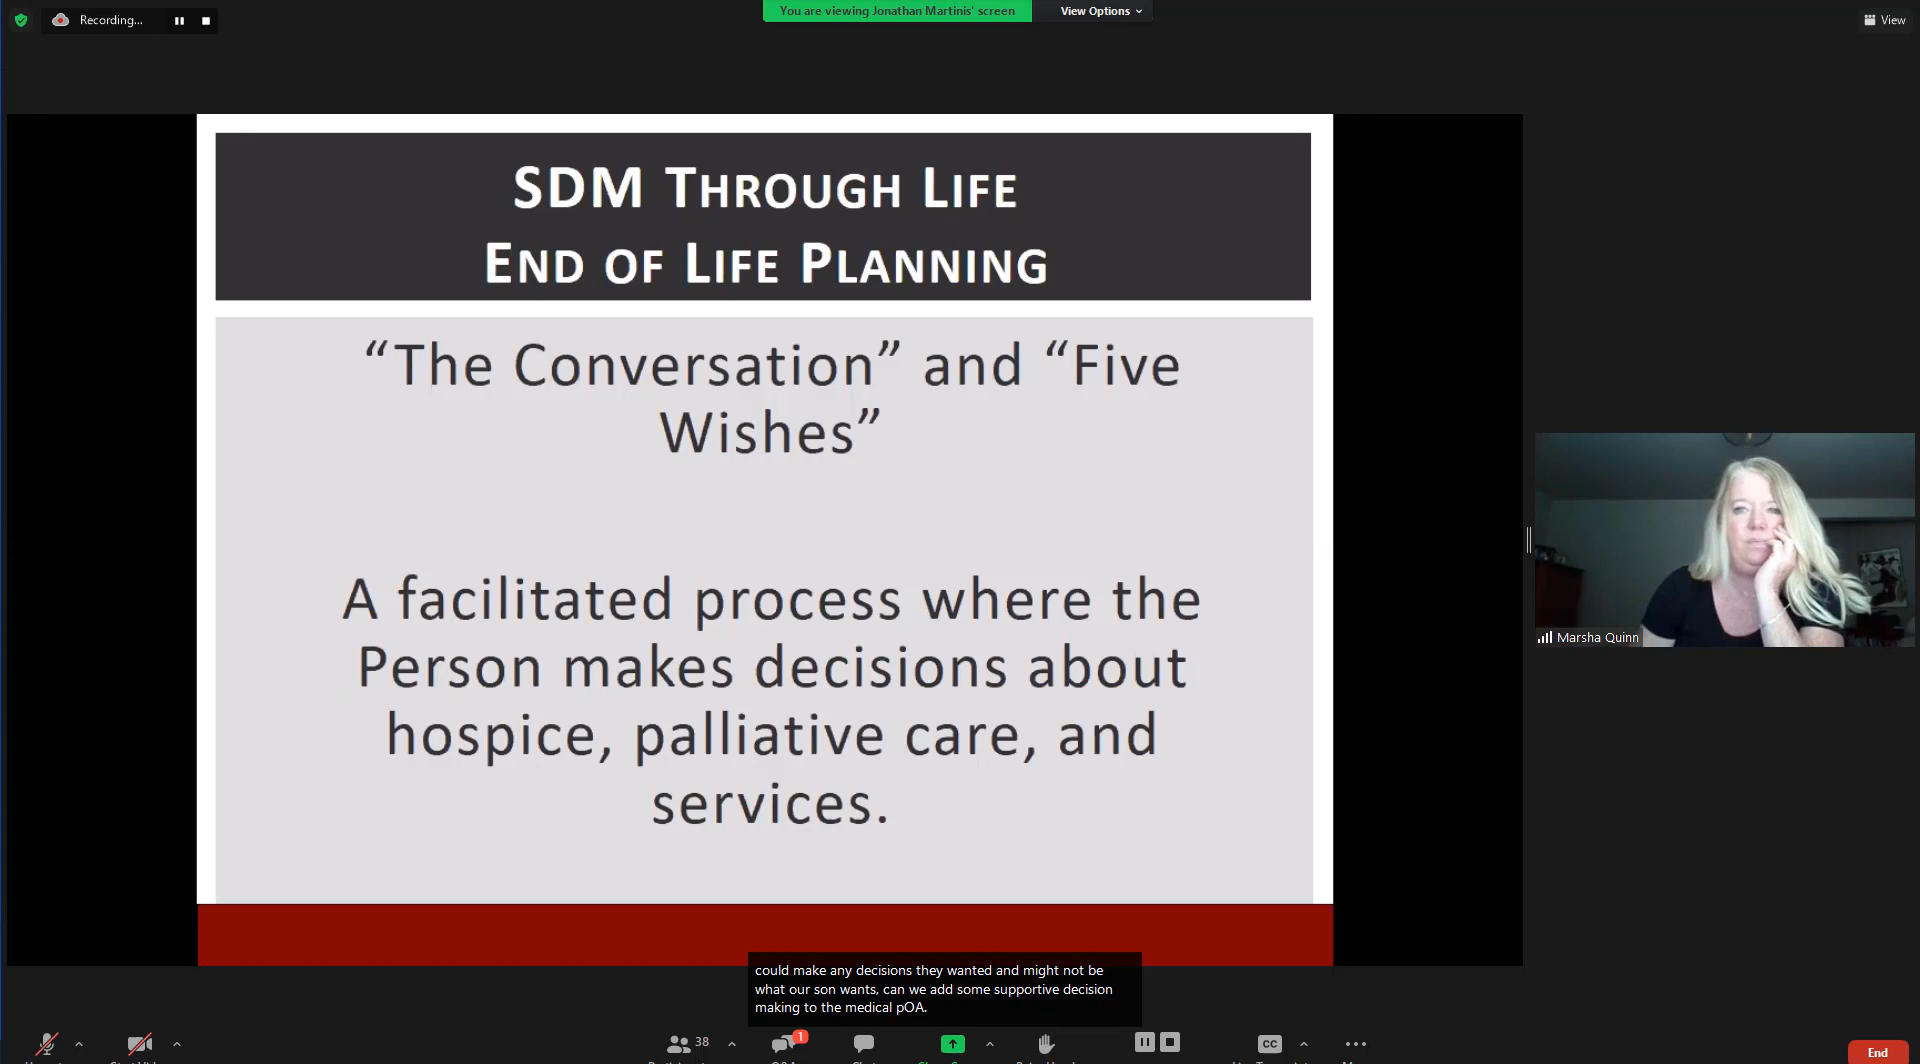 Recording...
You are viewing Jonathan Martinis' screen
View Options
View
SDM THROUGH LIFE
END OF LIFE PLANNING
“The Conversation” and “Five
Wishes”
A facilitated process where the
Person makes decisions about
hospice, palliative care, and
services.
Marsha Quinn
could make any decisions they wanted and might not be
what our son wants, can we add some supportive decision
making to the medical pOA.
38
1
CC
End